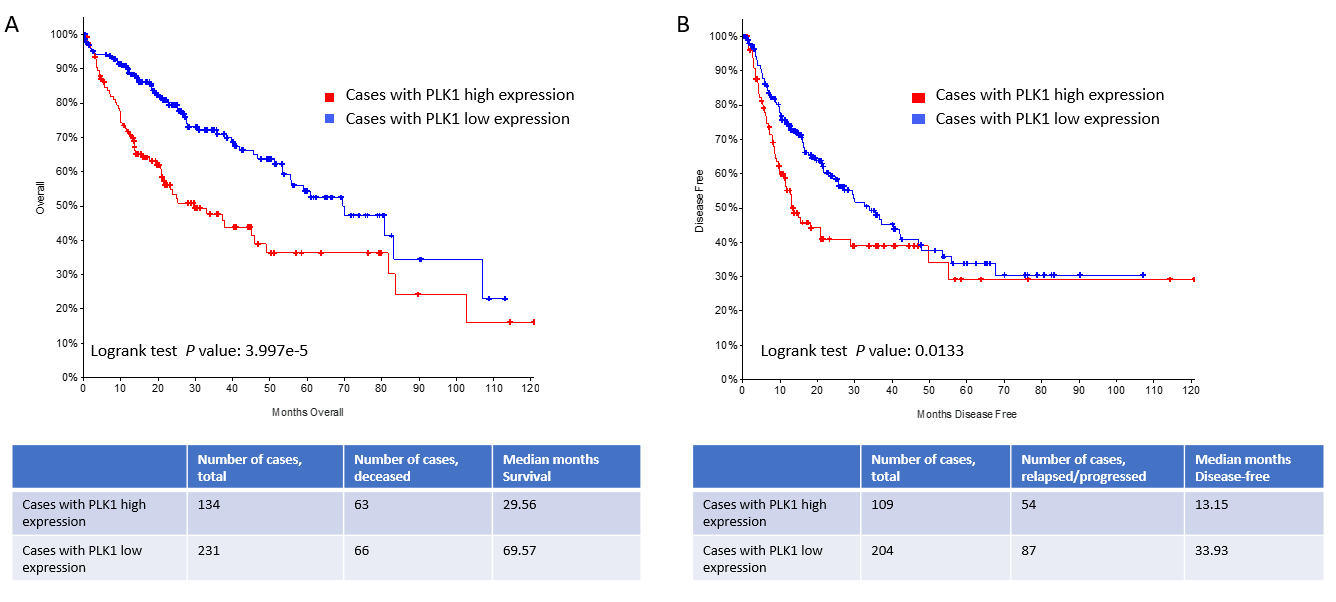 A
100%
90%
80%
70%
60%
50%
40%
30%
20%
10%
0%
Overall
Cases with PLK1 high expression
Cases with PLK1 low expression
Logrank test P value: 3.997e-5
0 10 20 30 40 50 60 70 80 90 100 110 120
Months Overall
Number of cases, total
Number of cases, deceased
Median months Survival
Cases with PLK1 high expression
134
63
29.56
Cases with PLK1 low expression
231
66
69.57
B
100%
90%
80%
70%
60%
50%
40%
30%
20%
10%
0%
Disease Free
Cases with PLK1 high expression
Cases with PLK1 low expression
Logrank test P value: 0.0133
0 10 20 30 40 50 60 70 80 90 100 110 120
Months Disease Free
Number of cases, total
Number of cases, relapsed/progressed
Median months Disease-free
Cases with PLK1 high expression
109
54
13.15
Cases with PLK1 low expression
204
87
33.93